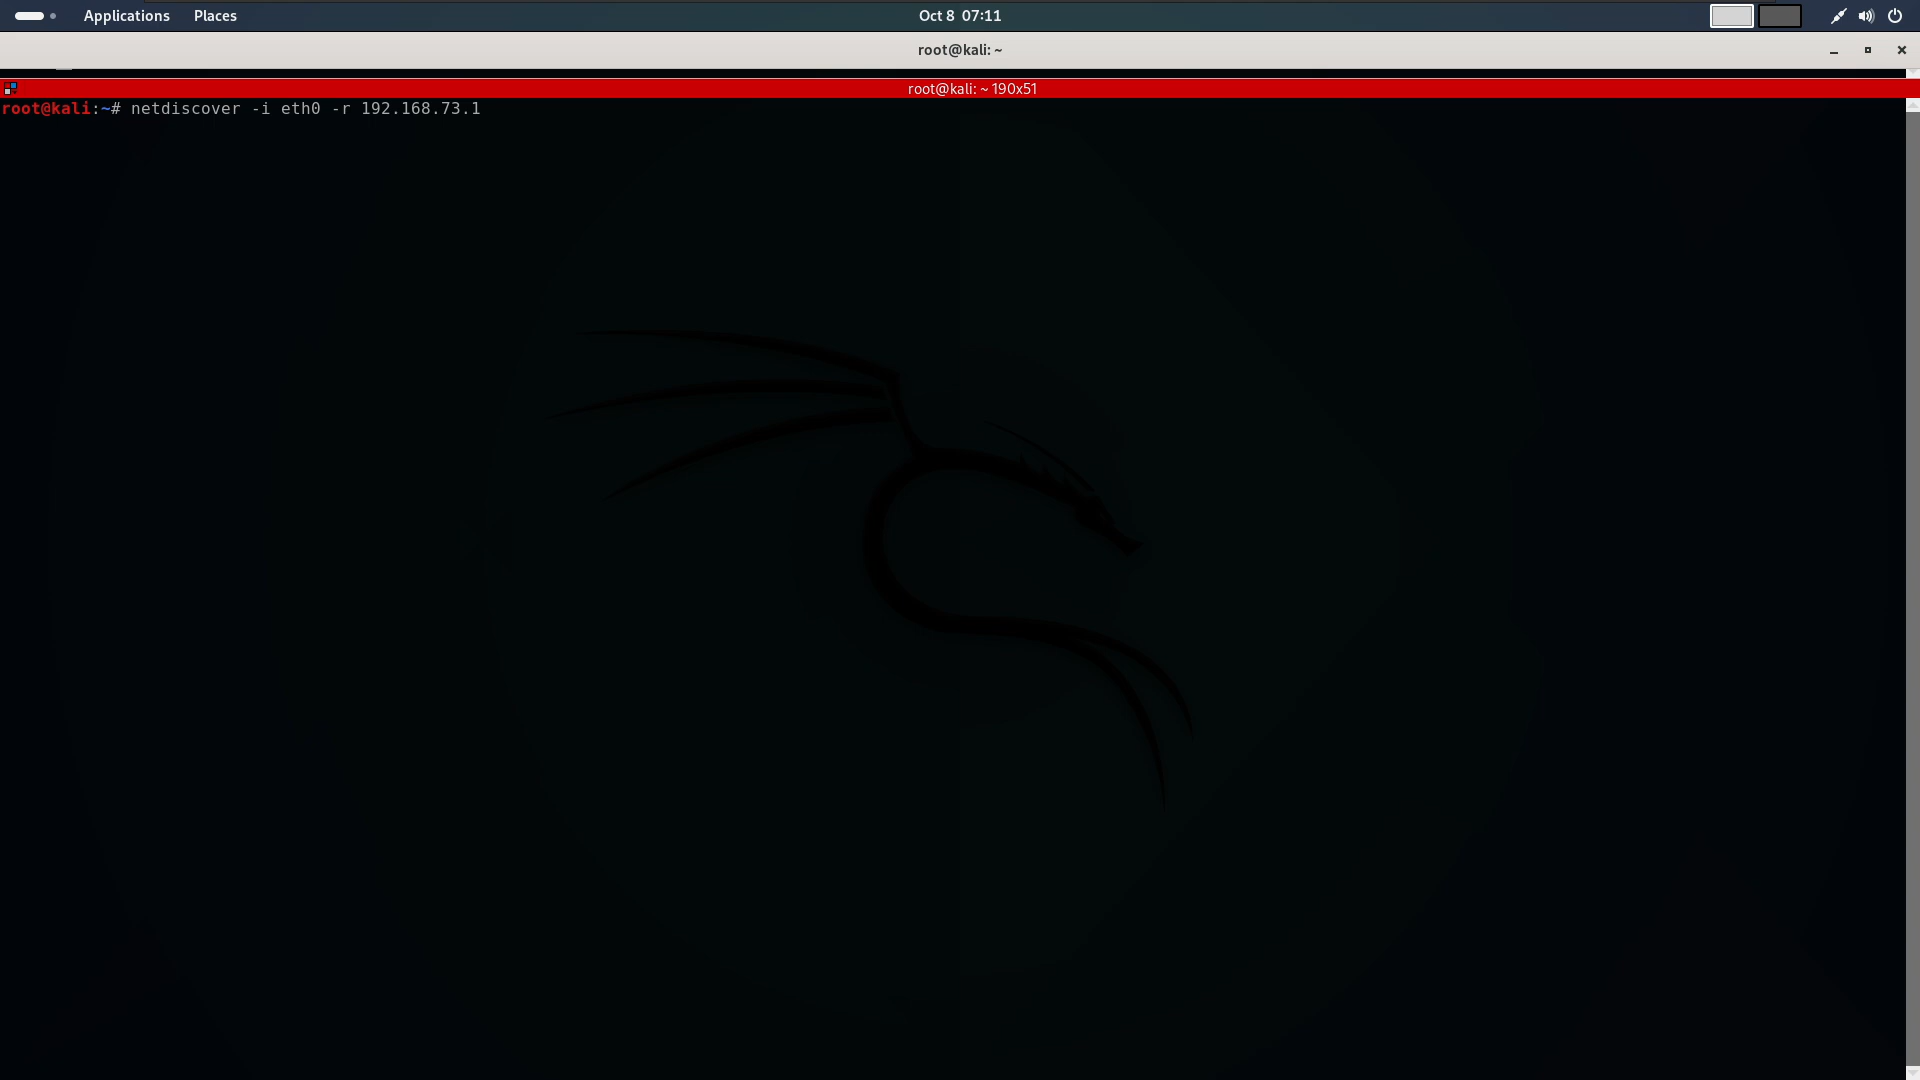 Applications Places Oct 8 07:11
root@kali: ~
root@kali: ~ 190x51
root@kali:~# netdiscover -i eth0 -r 192.168.73.1